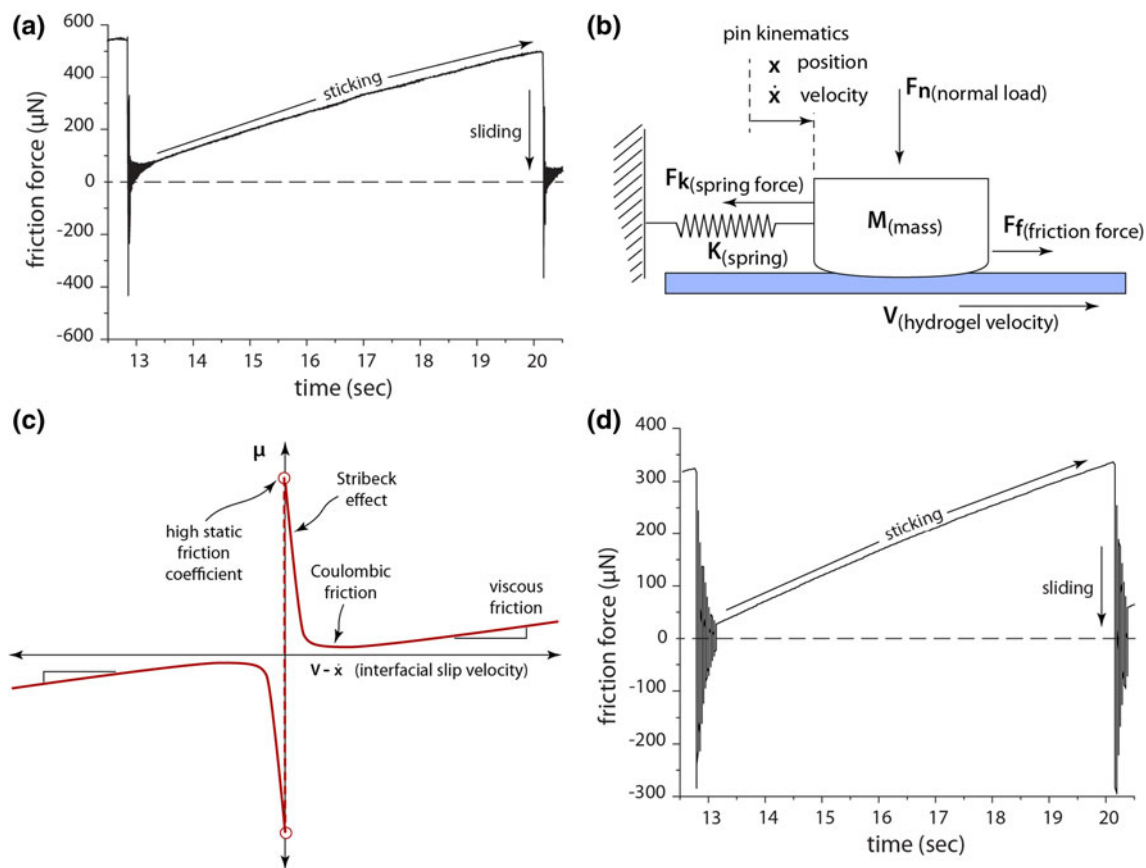 (a)
600
400
200
0
-200
-400
-600
friction force (µN)
sticking
sliding
13 14 15 16 17 18 19 20
time (sec)
(b)
pin kinematics
x position
ẋ velocity
Fn(normal load)
Fk(spring force)
M(mass)
Ff(friction force)
K(spring)
V(hydrogel velocity)
(c)
µ
Stribeck
effect
high static
friction
coefficient
Coulombic
friction
viscous
friction
V - ẋ (interfacial slip velocity)
(d)
400
300
200
100
0
-100
-200
-300
friction force (µN)
sticking
sliding
13 14 15 16 17 18 19 20
time (sec)